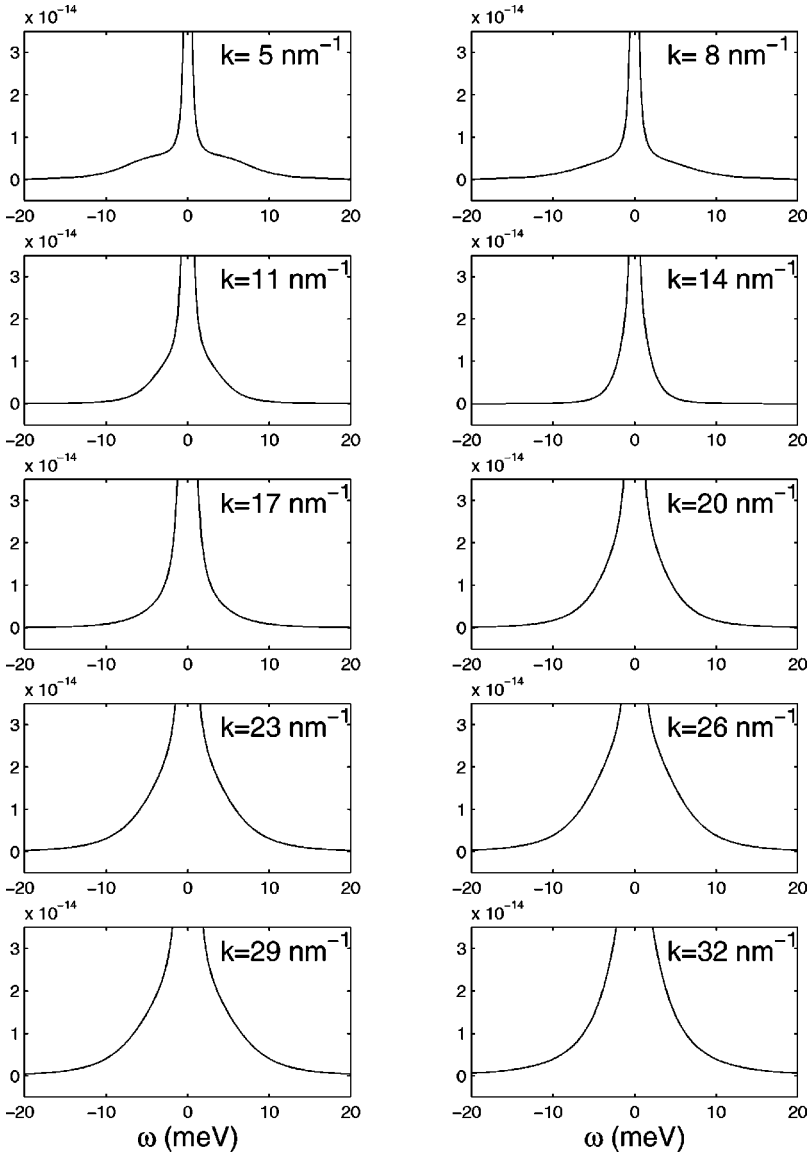 x 10⁻¹⁴
x 10⁻¹⁴
k= 5 nm⁻¹
k= 8 nm⁻¹
3
2
1
0
3
2
1
0
−20 −10 0 10 20
−20 −10 0 10 20
x 10⁻¹⁴
x 10⁻¹⁴
k=11 nm⁻¹
k=14 nm⁻¹
3
2
1
0
3
2
1
0
−20 −10 0 10 20
−20 −10 0 10 20
x 10⁻¹⁴
x 10⁻¹⁴
k=17 nm⁻¹
k=20 nm⁻¹
3
2
1
0
3
2
1
0
−20 −10 0 10 20
−20 −10 0 10 20
x 10⁻¹⁴
x 10⁻¹⁴
k=23 nm⁻¹
k=26 nm⁻¹
3
2
1
0
3
2
1
0
−20 −10 0 10 20
−20 −10 0 10 20
x 10⁻¹⁴
x 10⁻¹⁴
k=29 nm⁻¹
k=32 nm⁻¹
3
2
1
0
3
2
1
0
−20 −10 0 10 20
−20 −10 0 10 20
ω (meV)
ω (meV)